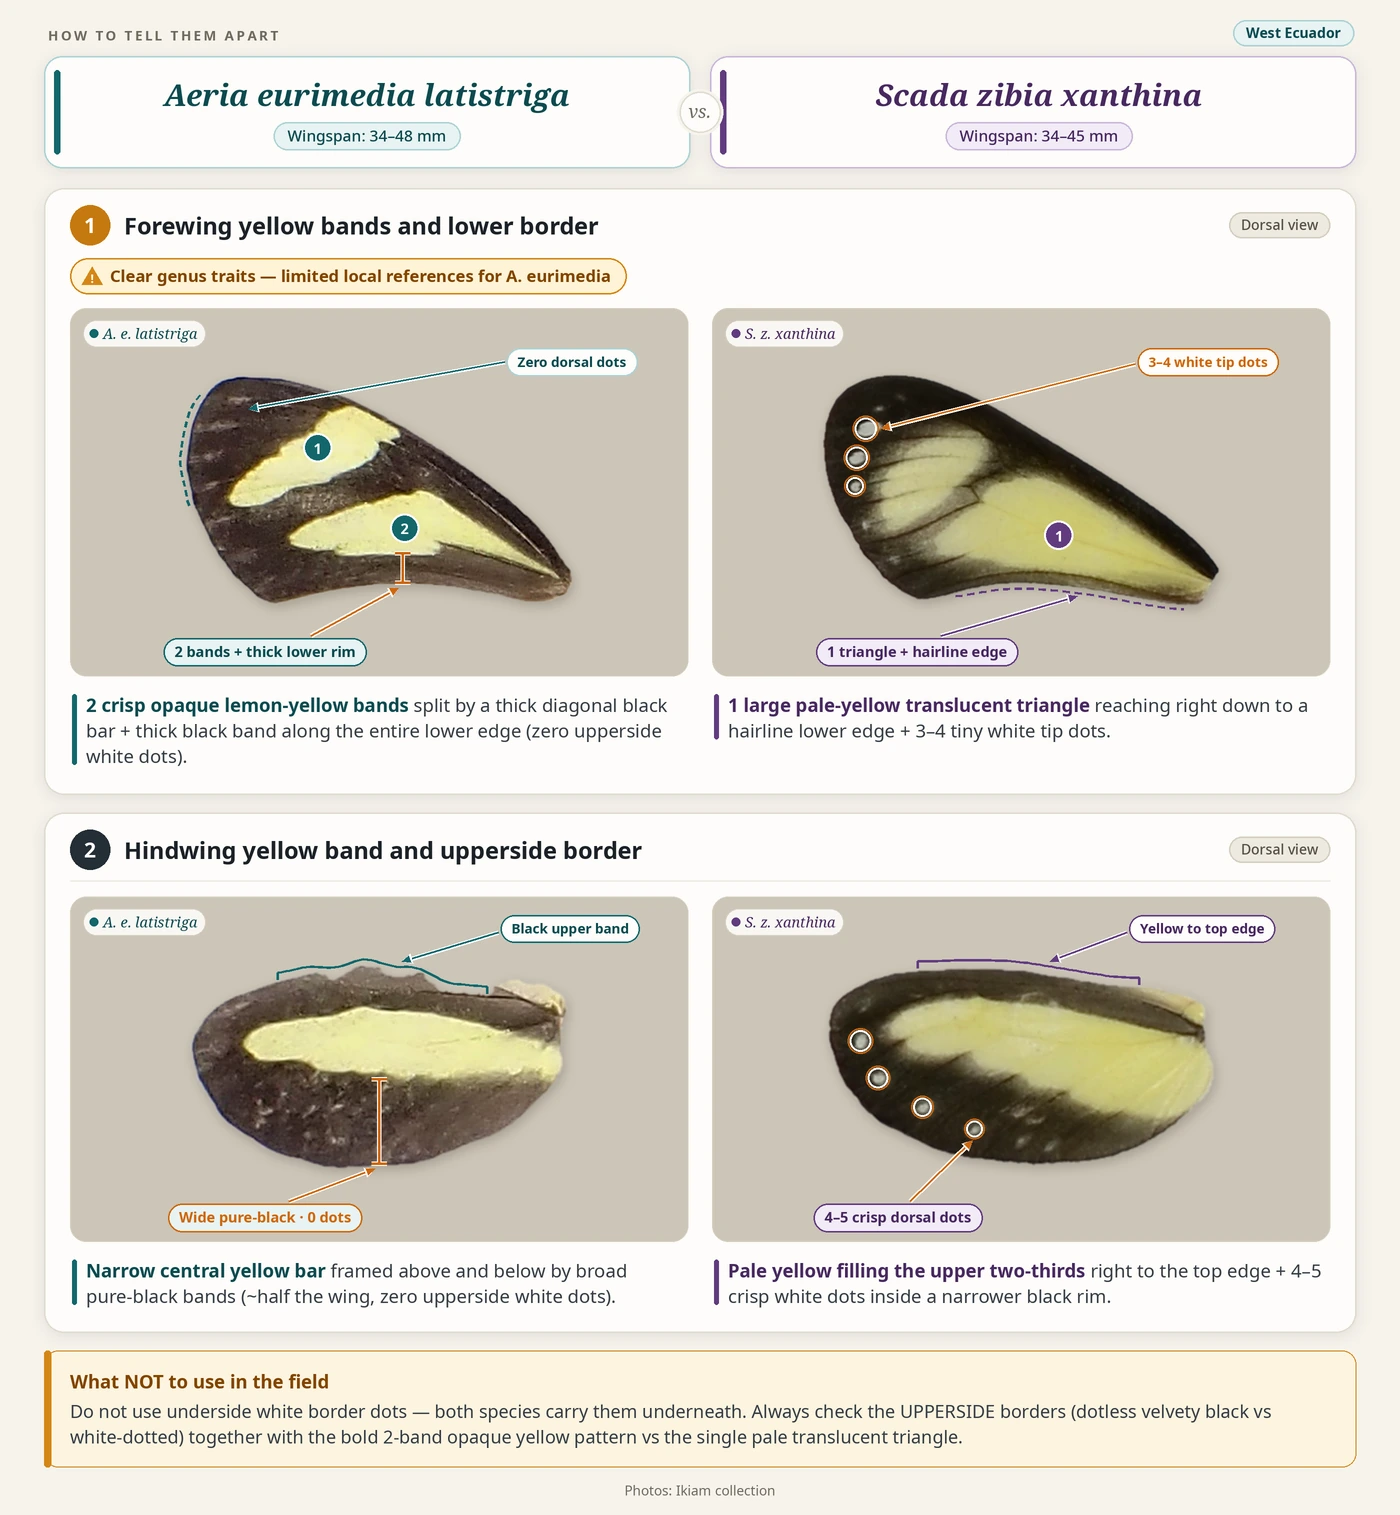 HOW TO TELL THEM APART
West Ecuador
Aeria eurimedia latistriga
Wingspan: 34–48 mm
vs.
Scada zibia xanthina
Wingspan: 34–45 mm
1 Forewing yellow bands and lower border
Dorsal view
Clear genus traits — limited local references for A. eurimedia
A. e. latistriga
Zero dorsal dots
1
2
2 bands + thick lower rim
S. z. xanthina
3–4 white tip dots
1
1 triangle + hairline edge
2 crisp opaque lemon-yellow bands split by a thick diagonal black
bar + thick black band along the entire lower edge (zero upperside
white dots).
1 large pale-yellow translucent triangle reaching right down to a
hairline lower edge + 3–4 tiny white tip dots.
2 Hindwing yellow band and upperside border
Dorsal view
A. e. latistriga
Black upper band
Wide pure-black · 0 dots
S. z. xanthina
Yellow to top edge
4–5 crisp dorsal dots
Narrow central yellow bar framed above and below by broad
pure-black bands (~half the wing, zero upperside white dots).
Pale yellow filling the upper two-thirds right to the top edge + 4–5
crisp white dots inside a narrower black rim.
What NOT to use in the field
Do not use underside white border dots — both species carry them underneath. Always check the UPPERSIDE borders (dotless velvety black vs
white-dotted) together with the bold 2-band opaque yellow pattern vs the single pale translucent triangle.
Photos: Ikiam collection